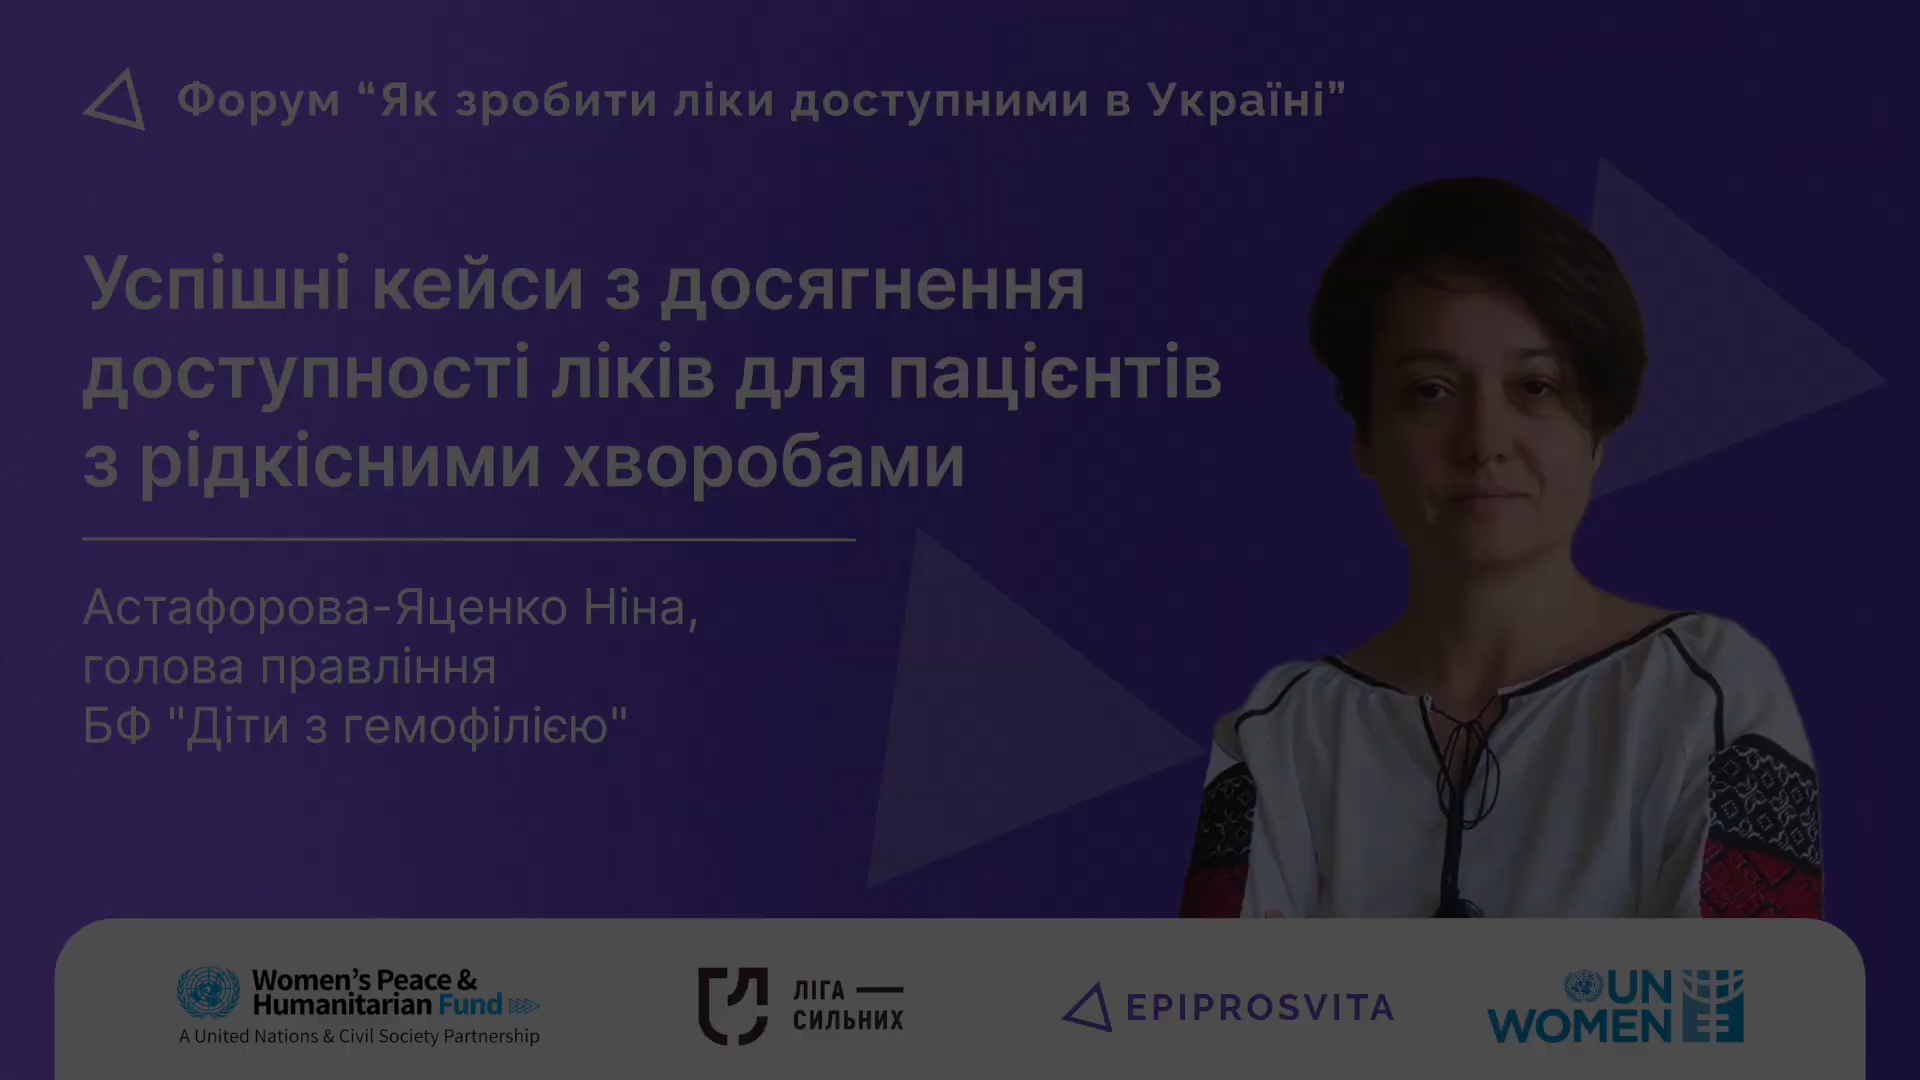 Форум “Як зробити ліки доступними в Україні”
Успішні кейси з досягнення
доступності ліків для пацієнтів
з рідкісними хворобами
Астафорова-Яценко Ніна,
голова правління
БФ "Діти з гемофілією"
Women's Peace &
Humanitarian Fund
A United Nations & Civil Society Partnership
ЛІГА
СИЛЬНИХ
EPIPROSVITA
UN
WOMEN